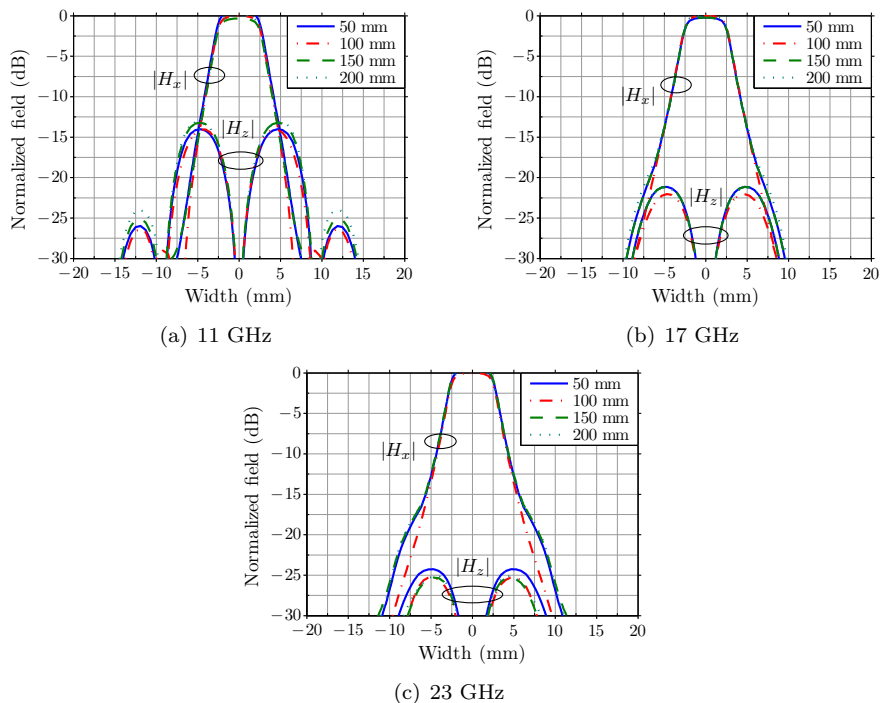 0
−5
−10
−15
−20
−25
−30
−20 −15 −10 −5 0 5 10 15 20
Normalized field (dB)
Width (mm)
|Hx|
|Hz|
50 mm
100 mm
150 mm
200 mm
(a) 11 GHz
0
−5
−10
−15
−20
−25
−30
−20 −15 −10 −5 0 5 10 15 20
Normalized field (dB)
Width (mm)
|Hx|
|Hz|
50 mm
100 mm
150 mm
200 mm
(b) 17 GHz
0
−5
−10
−15
−20
−25
−30
−20 −15 −10 −5 0 5 10 15 20
Normalized field (dB)
Width (mm)
|Hx|
|Hz|
50 mm
100 mm
150 mm
200 mm
(c) 23 GHz